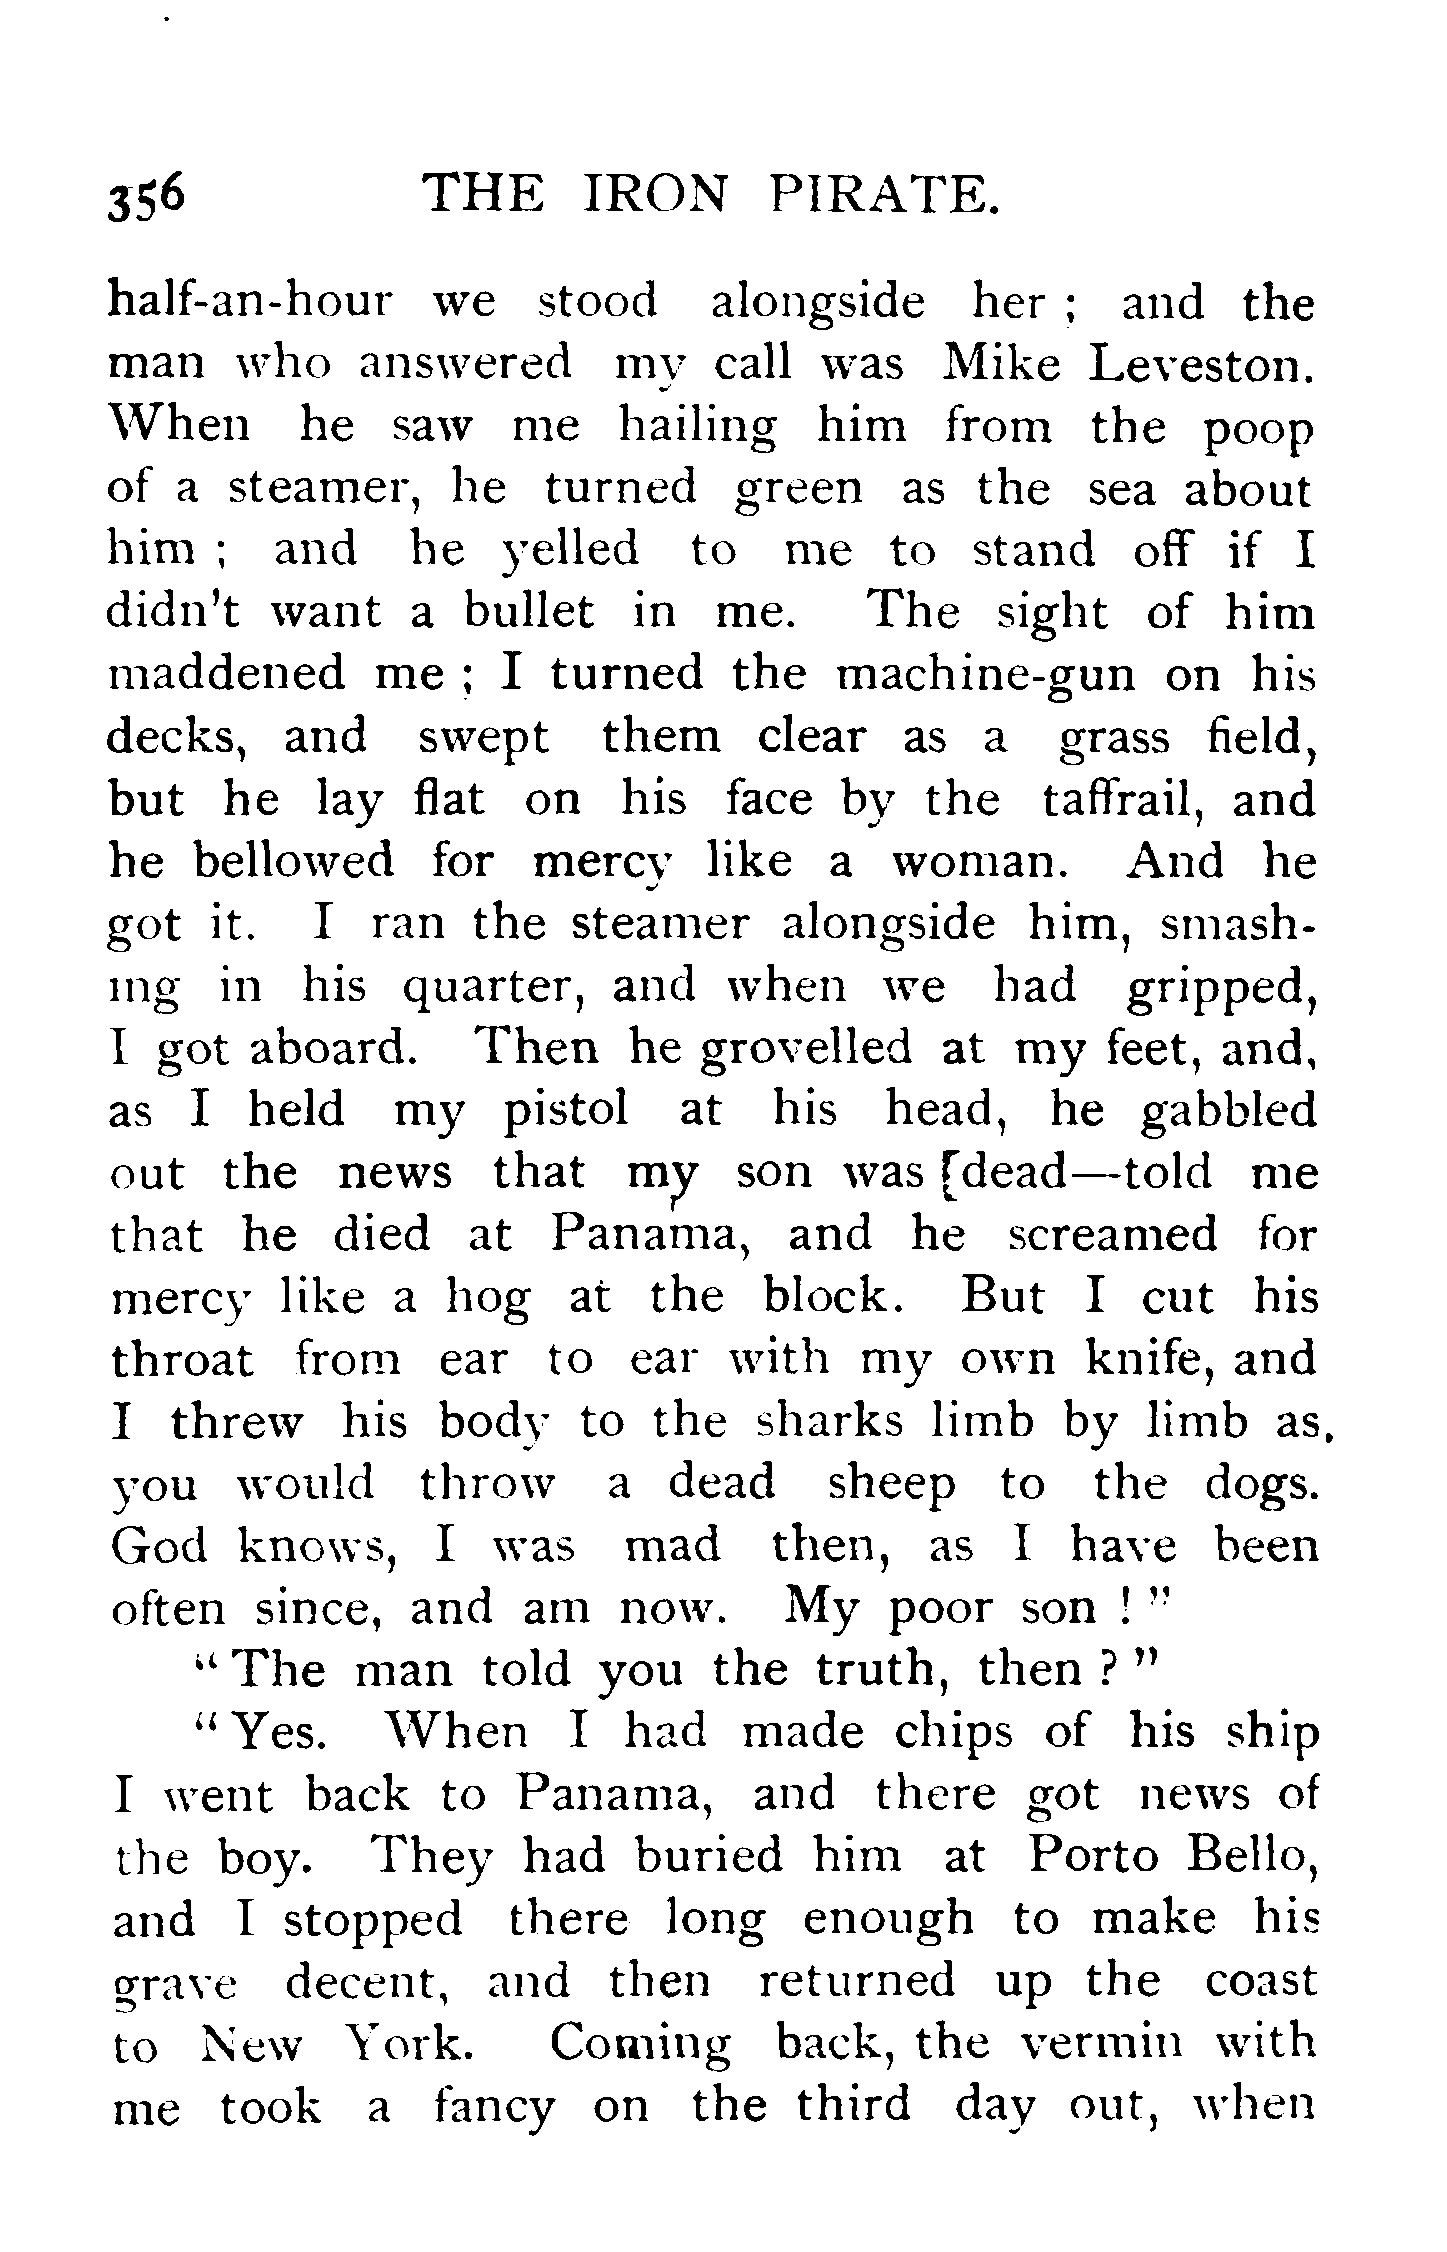 356 THE IRON PIRATE.
half-an-hour we stood alongside her ; and the
man who answered my call was Mike Leveston.
When he saw me hailing him from the poop
of a steamer, he turned green as the sea about
him ; and he yelled to me to stand off if I
didn't want a bullet in me. The sight of him
maddened me ; I turned the machine-gun on his
decks, and swept them clear as a grass field,
but he lay flat on his face by the taffrail, and
he bellowed for mercy like a woman. And he
got it. I ran the steamer alongside him, smash-
ing in his quarter, and when we had gripped,
I got aboard. Then he grovelled at my feet, and,
as I held my pistol at his head, he gabbled
out the news that my son was [dead—told me
that he died at Panama, and he screamed for
mercy like a hog at the block. But I cut his
throat from ear to ear with my own knife, and
I threw his body to the sharks limb by limb as.
you would throw a dead sheep to the dogs.
God knows, I was mad then, as I have been
often since, and am now. My poor son ! "
" The man told you the truth, then ? "
" Yes. When I had made chips of his ship
I went back to Panama, and there got news of
the boy. They had buried him at Porto Bello,
and I stopped there long enough to make his
grave decent, and then returned up the coast
to New York. Coming back, the vermin with
me took a fancy on the third day out, when